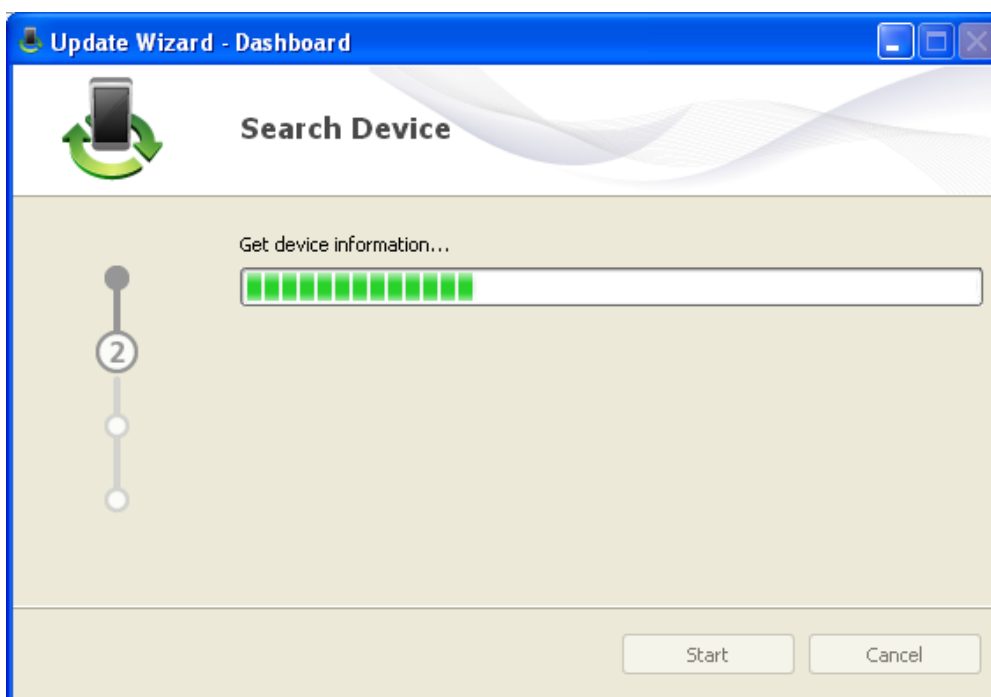 Update Wizard - Dashboard
Search Device
Get device information...
2
Start
Cancel